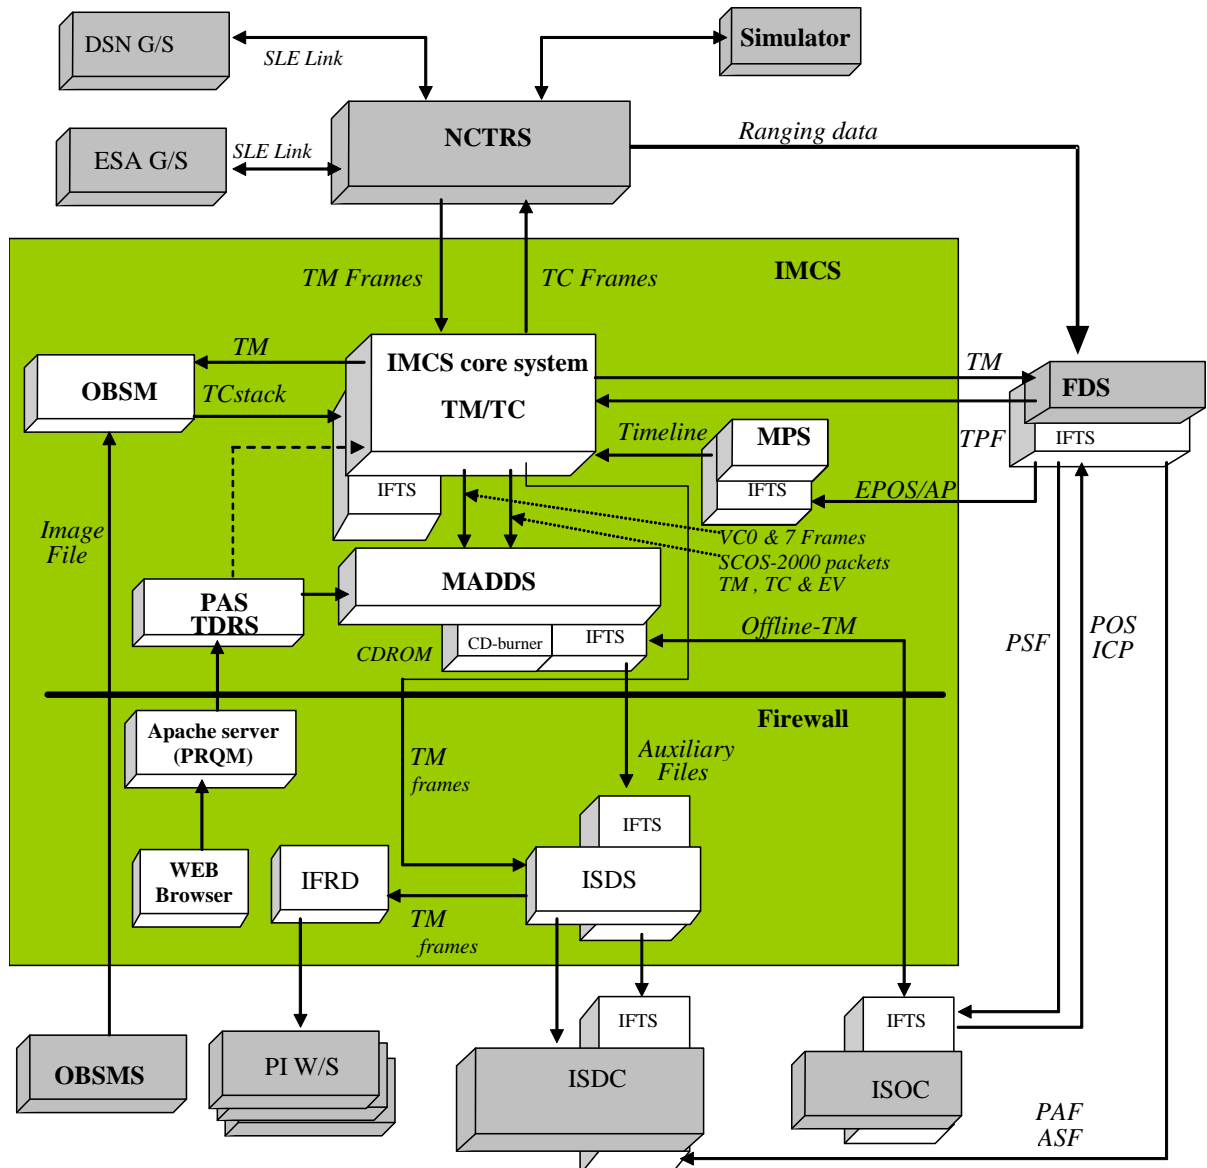 DSN G/S
SLE Link
Simulator
NCTRS
Ranging data
ESA G/S
SLE Link
IMCS
TM Frames
TC Frames
TM
IMCS core system
TM/TC
OBSM
TCstack
TM
FDS
IFTS
TPF
Timeline
MPS
IFTS
IFTS
EPOS/AP
Image
File
VC0 & 7 Frames
SCOS-2000 packets
TM , TC & EV
MADDS
PAS
TDRS
CDROM
CD-burner
IFTS
Offline-TM
PSF
POS
ICP
Firewall
Apache server
(PRQM)
TM
frames
Auxiliary
Files
IFTS
WEB
Browser
IFRD
ISDS
TM
frames
IFTS
IFTS
OBSMS
PI W/S
ISDC
ISOC
PAF
ASF